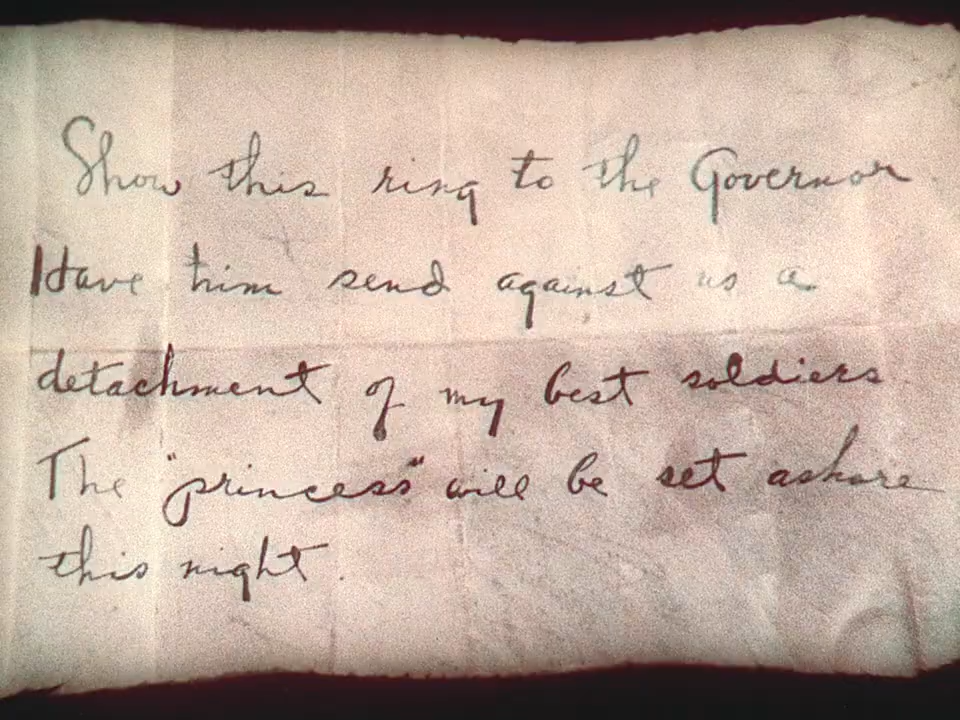 Show this ring to the Governor
Have him send against us a
detachment of my best soldiers
The "princess" will be set ashore
this night.